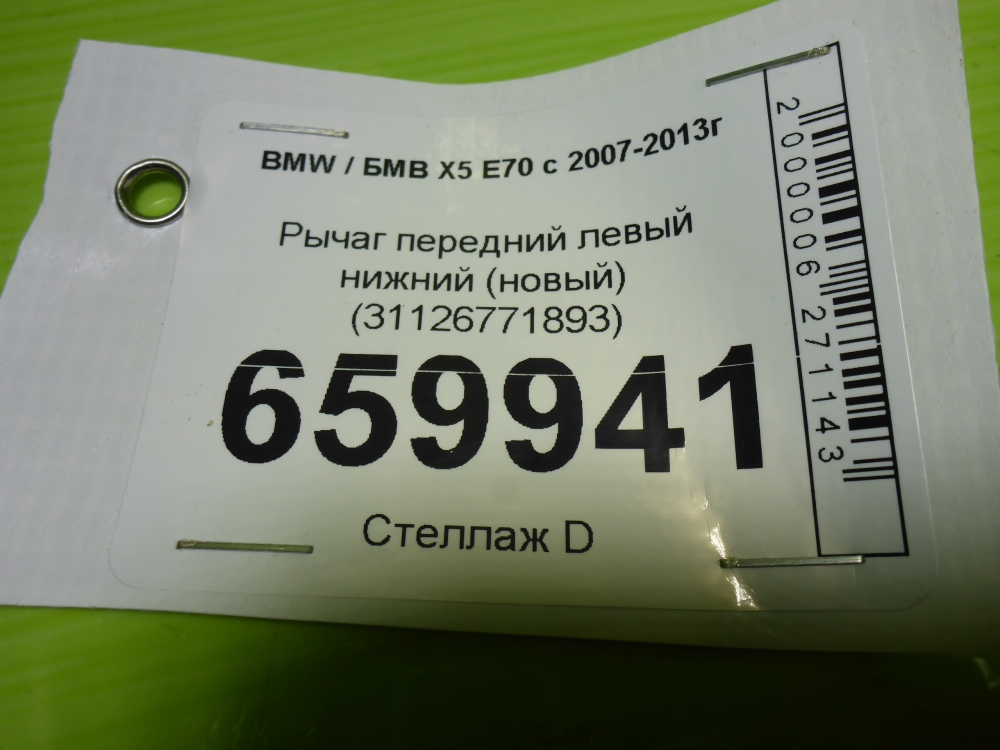 BMW / БМВ X5 E70 с 2007-2013г
Рычаг передний левый
нижний (новый)
(31126771893)
659941
Стеллаж D
2000006271143